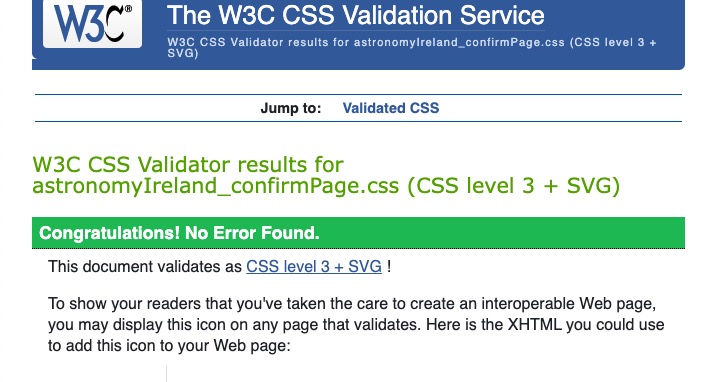 W3C®
The W3C CSS Validation Service
W3C CSS Validator results for astronomyIreland_confirmPage.css (CSS level 3 +
SVG)
Jump to: Validated CSS
W3C CSS Validator results for
astronomyIreland_confirmPage.css (CSS level 3 + SVG)
Congratulations! No Error Found.
This document validates as CSS level 3 + SVG !
To show your readers that you've taken the care to create an interoperable Web page,
you may display this icon on any page that validates. Here is the XHTML you could use
to add this icon to your Web page: